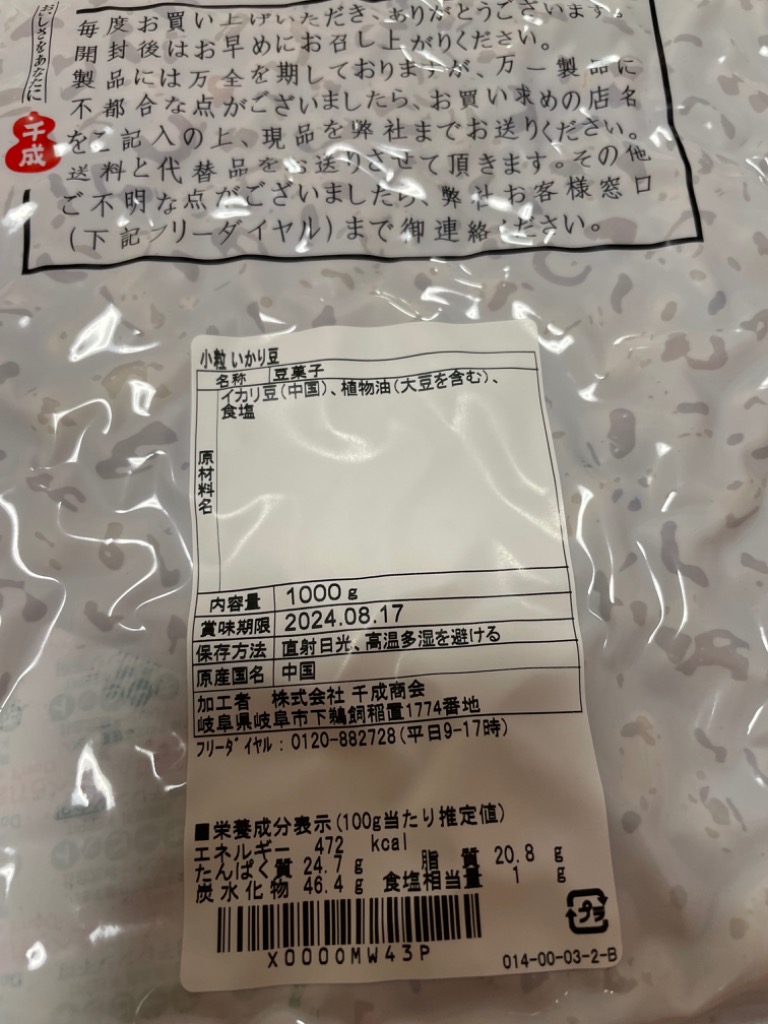 おいしさをあなたに
千成
毎度お買い上げいただき、ありがとうございます。
開封後はお早めにお召し上がりください。
製品には万全を期しておりますが、万一製品に
不都合な点がございましたら、お買い求めの店名
をご記入の上、現品を弊社までお送りください。
送料と代替品をお送りさせて頂きます。その他
ご不明な点がございましたら、弊社お客様窓口
(下記フリーダイヤル)まで御連絡ください。
小粒 いかり豆
名称 豆菓子
原材料名 イカリ豆(中国)、植物油(大豆を含む)、
食塩
内容量 1000g
賞味期限 2024.08.17
保存方法 直射日光、高温多湿を避ける
原産国名 中国
加工者 株式会社 千成商会
岐阜県岐阜市下鵜飼稲置1774番地
フリーダイヤル:0120-882728(平日9-17時)
■栄養成分表示(100g当たり推定値)
エネルギー 472 kcal
たんぱく質 24.7 g 脂質 20.8 g
炭水化物 46.4 g 食塩相当量 1 g
プラ
X0000MW43P
014-00-03-2-B